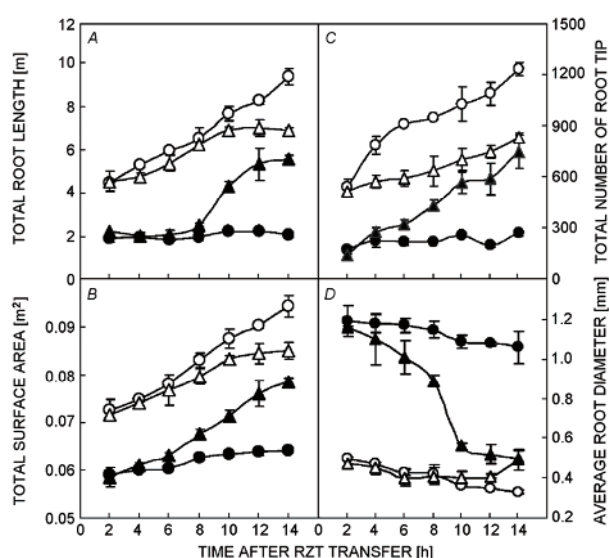 A
C
TOTAL ROOT LENGTH [m]
12
10
8
6
4
2
0
1500
1200
900
600
300
0
TOTAL NUMBER OF ROOT TIP
B
D
TOTAL SURFACE AREA [m²]
0.09
0.08
0.07
0.06
0.05
1.2
1.0
0.8
0.6
0.4
0.2
AVERAGE ROOT DIAMETER [mm]
2 4 6 8 10 12 14 2 4 6 8 10 12 14
TIME AFTER RZT TRANSFER [h]